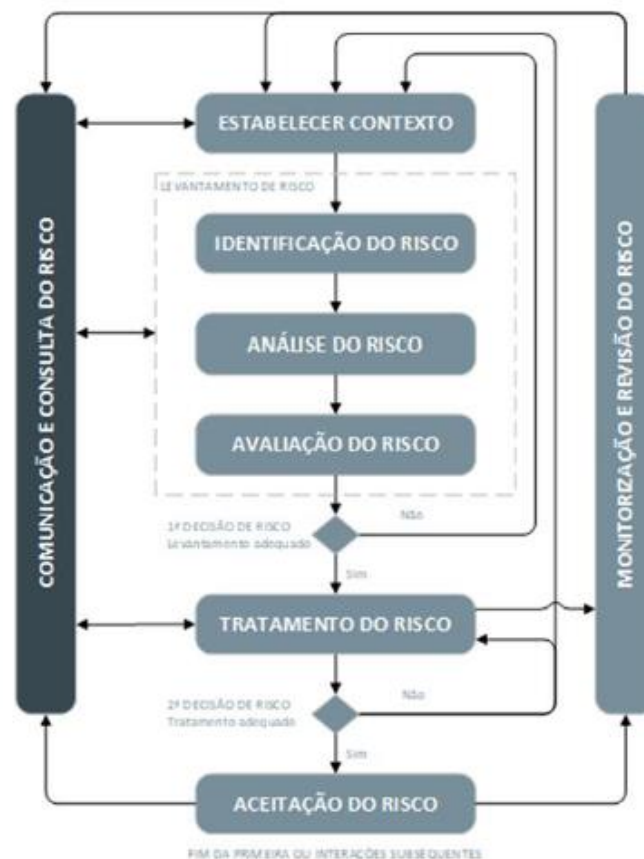 ESTABELECER CONTEXTO
LEVANTAMENTO DE RISCO
IDENTIFICAÇÃO DO RISCO
ANÁLISE DO RISCO
AVALIAÇÃO DO RISCO
Não
1ª DECISÃO DE RISCO
Levantamento adequado
Sim
TRATAMENTO DO RISCO
Não
2ª DECISÃO DE RISCO
Tratamento adequado
Sim
ACEITAÇÃO DO RISCO
FIM DA PRIMEIRA OU INTERAÇÕES SUBSEQUENTES
COMUNICAÇÃO E CONSULTA DO RISCO
MONITORIZAÇÃO E REVISÃO DO RISCO